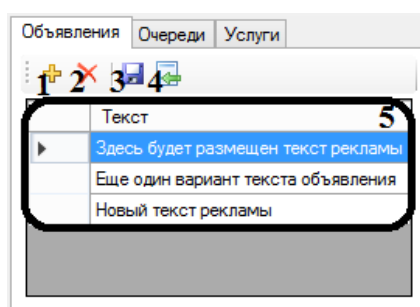 Объявления Очереди Услуги
1 2 3 4
Текст 5
Здесь будет размещен текст рекламы
Еще один вариант текста объявления
Новый текст рекламы